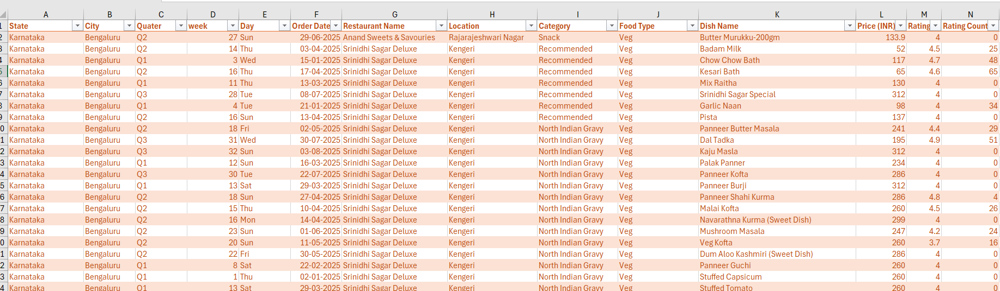 A B C D E F G H I J K L M N
1 State City Quater week Day Order Date Restaurant Name Location Category Food Type Dish Name Price (INR) Rating Rating Count
2 Karnataka Bengaluru Q2 27 Sun 29-06-2025 Anand Sweets & Savouries Rajarajeshwari Nagar Snack Veg Butter Murukku-200gm 133.9 4 0
3 Karnataka Bengaluru Q2 14 Thu 03-04-2025 Srinidhi Sagar Deluxe Kengeri Recommended Veg Badam Milk 52 4.5 25
4 Karnataka Bengaluru Q1 3 Wed 15-01-2025 Srinidhi Sagar Deluxe Kengeri Recommended Veg Chow Chow Bath 117 4.7 48
5 Karnataka Bengaluru Q2 16 Thu 17-04-2025 Srinidhi Sagar Deluxe Kengeri Recommended Veg Kesari Bath 65 4.6 65
6 Karnataka Bengaluru Q1 11 Thu 13-03-2025 Srinidhi Sagar Deluxe Kengeri Recommended Veg Mix Raitha 130 4 0
7 Karnataka Bengaluru Q3 28 Tue 08-07-2025 Srinidhi Sagar Deluxe Kengeri Recommended Veg Srinidhi Sagar Special 312 4 0
8 Karnataka Bengaluru Q1 4 Tue 21-01-2025 Srinidhi Sagar Deluxe Kengeri Recommended Veg Garlic Naan 98 4 34
9 Karnataka Bengaluru Q2 16 Sun 13-04-2025 Srinidhi Sagar Deluxe Kengeri Recommended Veg Pista 137 4 0
0 Karnataka Bengaluru Q2 18 Fri 02-05-2025 Srinidhi Sagar Deluxe Kengeri North Indian Gravy Veg Panneer Butter Masala 241 4.4 29
1 Karnataka Bengaluru Q3 31 Wed 30-07-2025 Srinidhi Sagar Deluxe Kengeri North Indian Gravy Veg Dal Tadka 195 4.9 51
2 Karnataka Bengaluru Q3 32 Sun 03-08-2025 Srinidhi Sagar Deluxe Kengeri North Indian Gravy Veg Kaju Masla 312 4 0
3 Karnataka Bengaluru Q1 12 Sun 16-03-2025 Srinidhi Sagar Deluxe Kengeri North Indian Gravy Veg Palak Panner 234 4 0
4 Karnataka Bengaluru Q3 30 Tue 22-07-2025 Srinidhi Sagar Deluxe Kengeri North Indian Gravy Veg Panneer Kofta 286 4 0
5 Karnataka Bengaluru Q1 13 Sat 29-03-2025 Srinidhi Sagar Deluxe Kengeri North Indian Gravy Veg Panneer Burji 312 4 0
6 Karnataka Bengaluru Q2 18 Sun 27-04-2025 Srinidhi Sagar Deluxe Kengeri North Indian Gravy Veg Panneer Shahi Kurma 286 4.8 4
7 Karnataka Bengaluru Q2 15 Thu 10-04-2025 Srinidhi Sagar Deluxe Kengeri North Indian Gravy Veg Malai Kofta 260 4.5 26
8 Karnataka Bengaluru Q2 16 Mon 14-04-2025 Srinidhi Sagar Deluxe Kengeri North Indian Gravy Veg Navarathna Kurma (Sweet Dish) 299 4 0
9 Karnataka Bengaluru Q2 23 Sun 01-06-2025 Srinidhi Sagar Deluxe Kengeri North Indian Gravy Veg Mushroom Masala 247 4.2 24
0 Karnataka Bengaluru Q2 20 Sun 11-05-2025 Srinidhi Sagar Deluxe Kengeri North Indian Gravy Veg Veg Kofta 260 3.7 16
1 Karnataka Bengaluru Q2 22 Fri 30-05-2025 Srinidhi Sagar Deluxe Kengeri North Indian Gravy Veg Dum Aloo Kashmiri (Sweet Dish) 286 4 0
2 Karnataka Bengaluru Q1 8 Sat 22-02-2025 Srinidhi Sagar Deluxe Kengeri North Indian Gravy Veg Panneer Guchi 260 4 0
3 Karnataka Bengaluru Q1 1 Thu 02-01-2025 Srinidhi Sagar Deluxe Kengeri North Indian Gravy Veg Stuffed Capsicum 260 4 0
4 Karnataka Bengaluru Q1 13 Sat 29-03-2025 Srinidhi Sagar Deluxe Kengeri North Indian Gravy Veg Stuffed Tomato 260 4 0